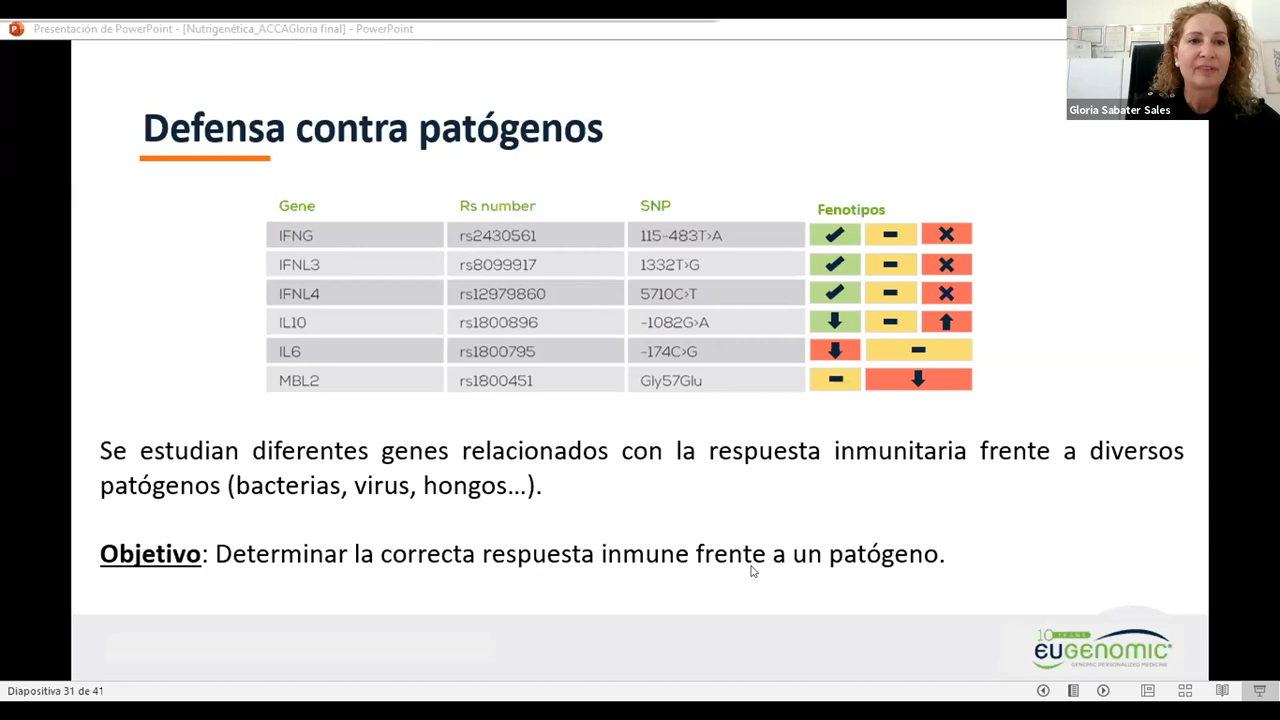 Presentación de PowerPoint - [Nutrigenética_ACCAGloria final] - PowerPoint
Gloria Sabater Sales
Defensa contra patógenos
Gene Rs number SNP Fenotipos
IFNG rs2430561 115-483T>A
IFNL3 rs8099917 1332T>G
IFNL4 rs12979860 5710C>T
IL10 rs1800896 -1082G>A
IL6 rs1800795 -174C>G
MBL2 rs1800451 Gly57Glu
Se estudian diferentes genes relacionados con la respuesta inmunitaria frente a diversos
patógenos (bacterias, virus, hongos...).
Objetivo: Determinar la correcta respuesta inmune frente a un patógeno.
10 YEARS
EUGENOMIC®
GENOMIC PERSONALIZED MEDICINE
Diapositiva 31 de 41